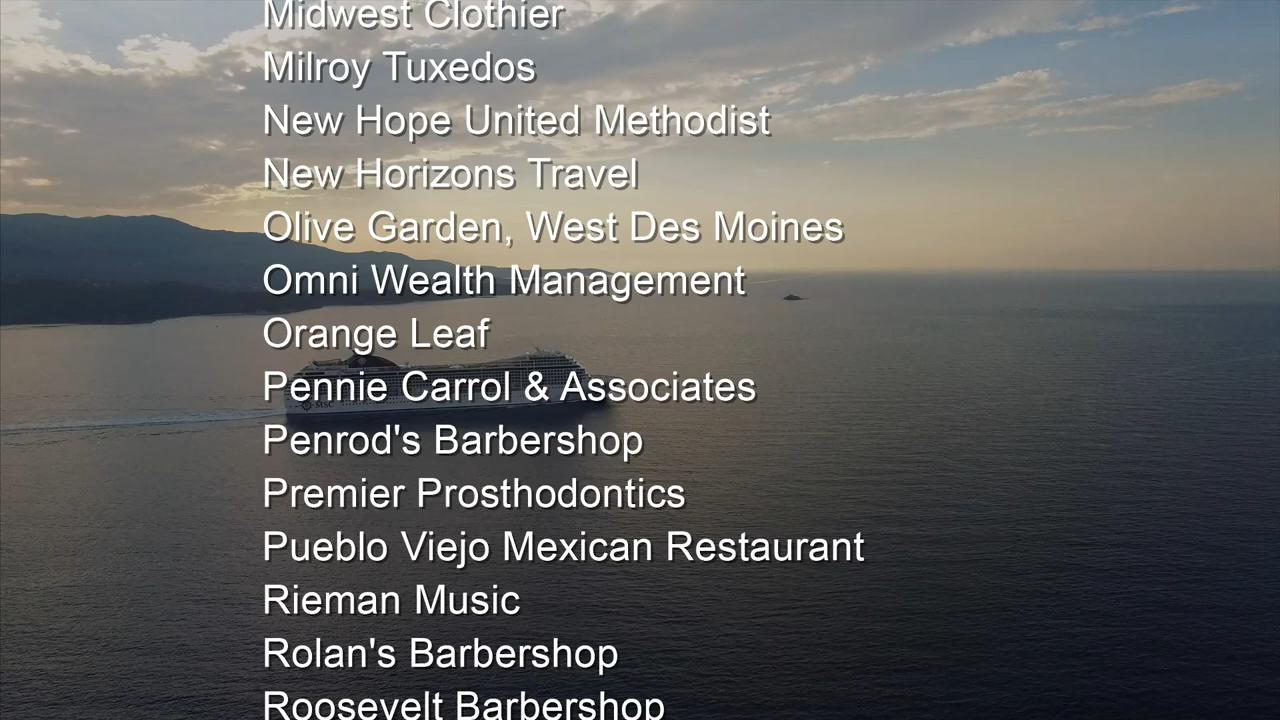 Midwest Clothier
Milroy Tuxedos
New Hope United Methodist
New Horizons Travel
Olive Garden, West Des Moines
Omni Wealth Management
Orange Leaf
Pennie Carrol & Associates
Penrod's Barbershop
Premier Prosthodontics
Pueblo Viejo Mexican Restaurant
Rieman Music
Rolan's Barbershop
Roosevelt Barbershop
MSC